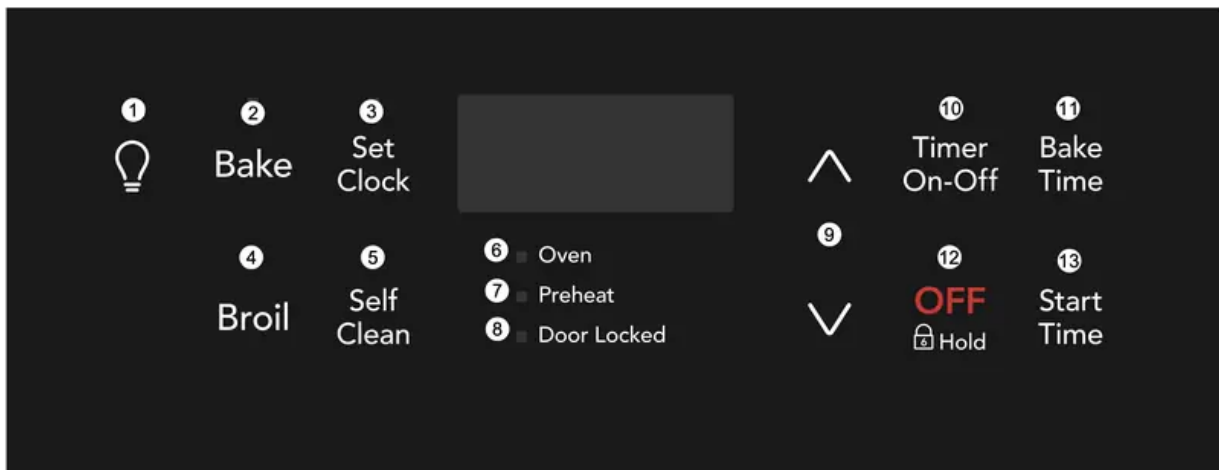 ① ② ③ ⑩ ⑪
Bake
Set
Clock
Timer
On-Off
Bake
Time
④ ⑤ ⑥ Oven
⑦ Preheat
⑧ Door Locked
⑨
⑫ ⑬
Broil
Self
Clean
OFF
6 Hold
Start
Time